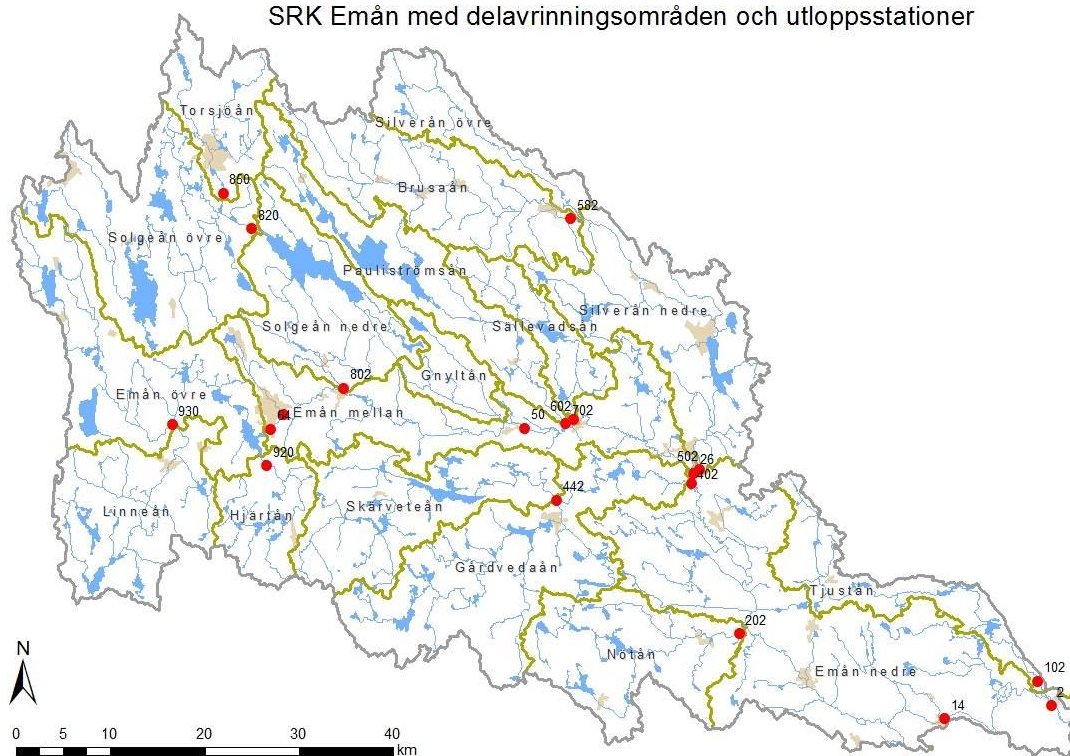 SRK Emån med delavrinningsområden och utloppsstationer
Torsjöån
Silverån övre
Brusaån
860
582
820
Solgeån övre
Pauliströmsån
Silverån nedre
Solgeån nedre
Sällevadsån
802
Gnyltån
Emån övre
930
Emån mellan
602
702
50
920
502
26
402
442
Linneån
Hjärtån
Skärveteån
Gårdvedaån
Tjustån
202
Nötån
Emån nedre
102
2
14
N
0 5 10 20 30 40
km